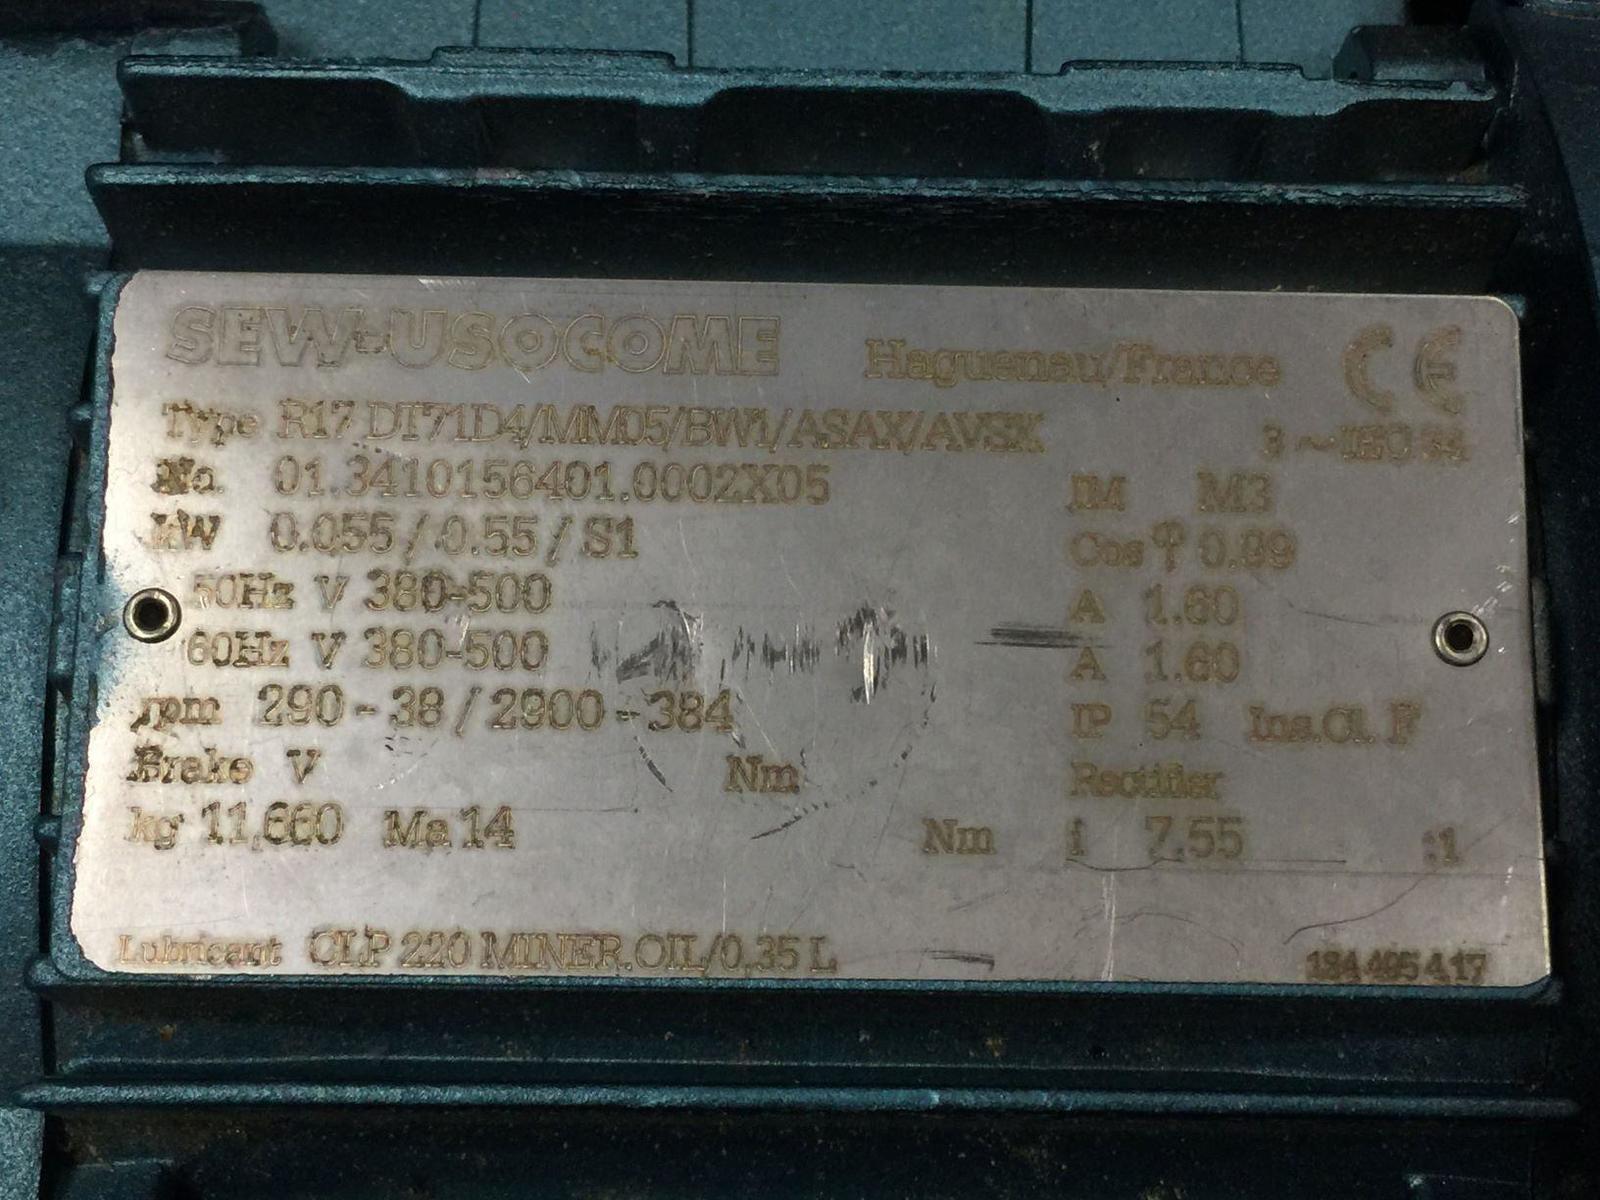 SEW-USOCOME Haguenau/France CE
Type R17 DT71D4/MM05/BW1/ASAX/AVSK 3~IEC 34
No. 01.3410156401.0002X05 IM M3
kW 0.055/0.55/S1 Cos φ 0.99
50Hz V 380-500 A 1.60
60Hz V 380-500 A 1.60
rpm 290-38/2900-384 IP 54 Ins.Cl. F
Brake V Nm Rectifier
kg 11,660 Ma 14 Nm i 7.55 :1
Lubricant CLP 220 MINER.OIL/0,35 L 18A 495 4.17